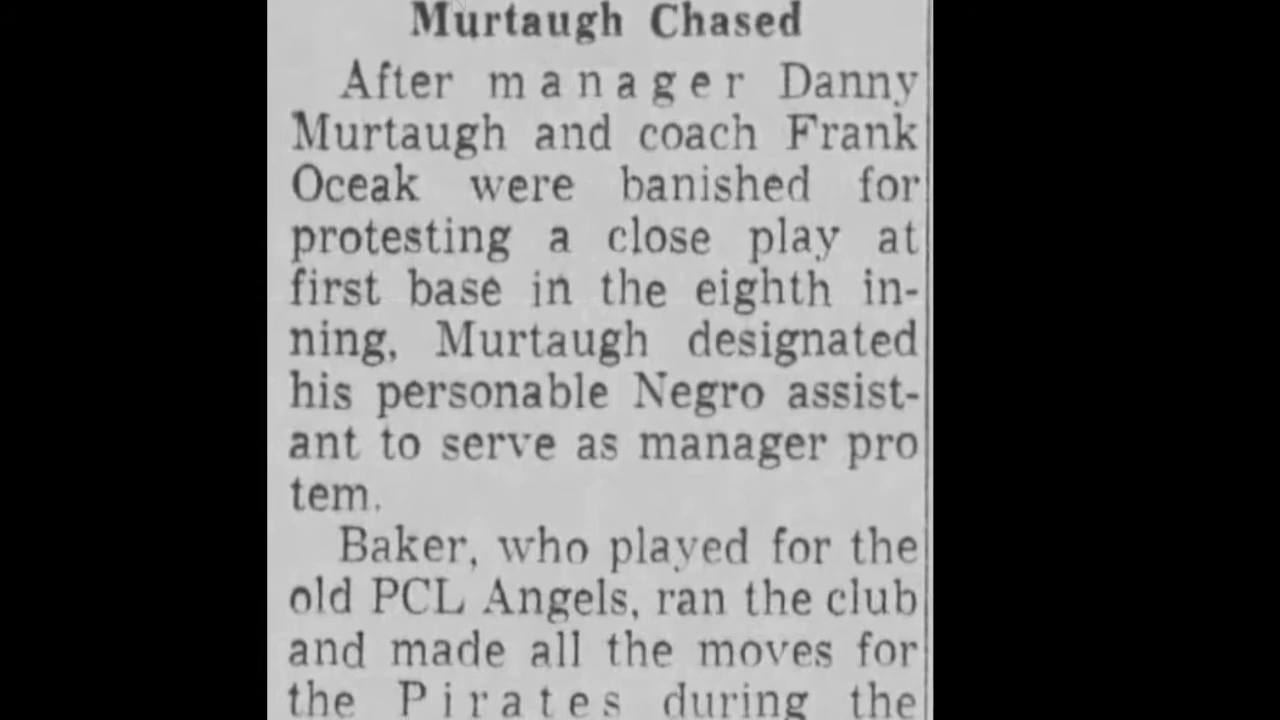 Murtaugh Chased
After manager Danny
Murtaugh and coach Frank
Oceak were banished for
protesting a close play at
first base in the eighth in-
ning, Murtaugh designated
his personable Negro assist-
ant to serve as manager pro
tem.
Baker, who played for the
old PCL Angels, ran the club
and made all the moves for
the Pirates during the